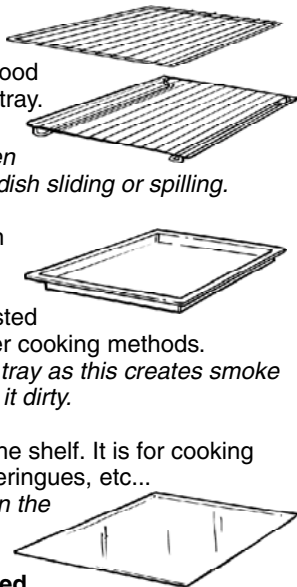 ood
tray.
en
dish sliding or spilling.
n
sted
er cooking methods.
tray as this creates smoke
it dirty.
he shelf. It is for cooking
eringues, etc...
n the
ed